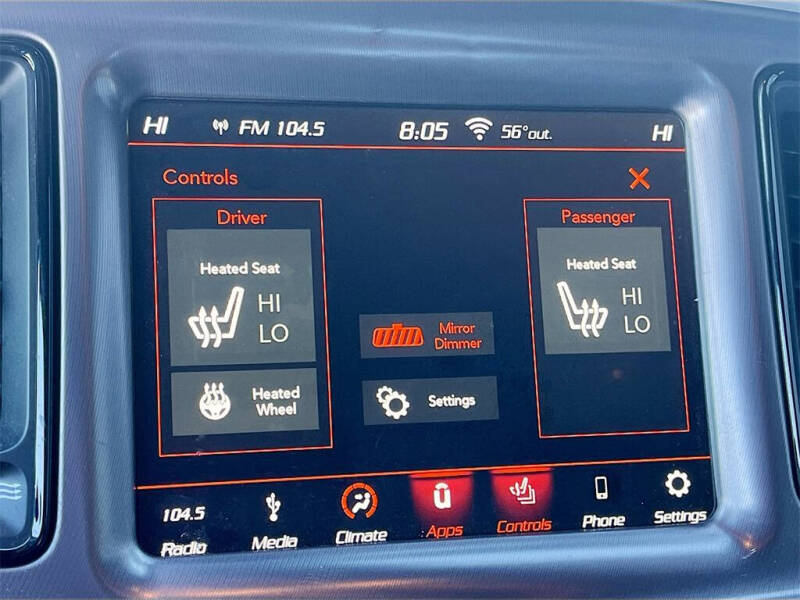 HI FM 104.5 8:05 56° out. HI
Controls
Driver
Passenger
Heated Seat
HI
LO
Heated Seat
HI
LO
Mirror
Dimmer
Heated
Wheel
Settings
104.5
Radio Media Climate Apps Controls Phone Settings